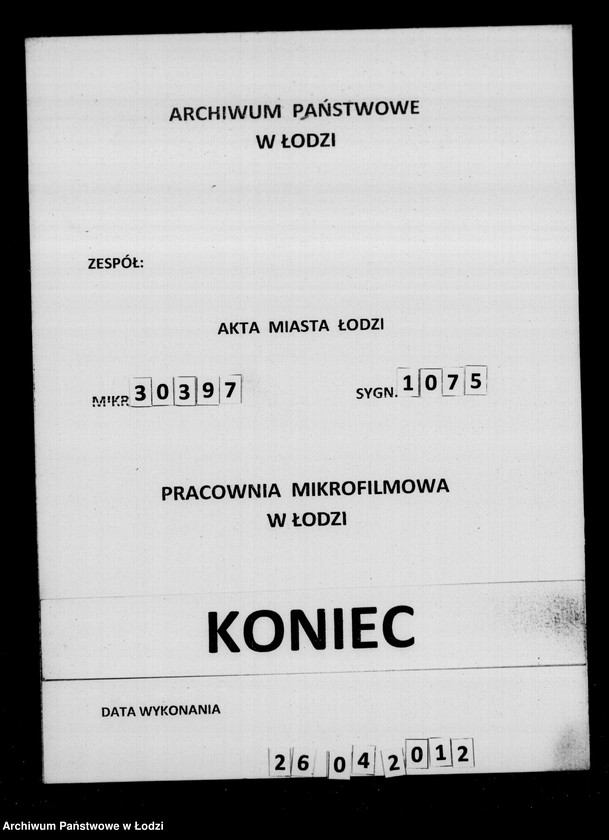 ARCHIWUM PAŃSTWOWE
W ŁODZI
ZESPÓŁ:
AKTA MIASTA ŁODZI
MIKR 30397 SYGN. 1075
PRACOWNIA MIKROFILMOWA
W ŁODZI
KONIEC
DATA WYKONANIA
26 04 2012
Archiwum Państwowe w Łodzi